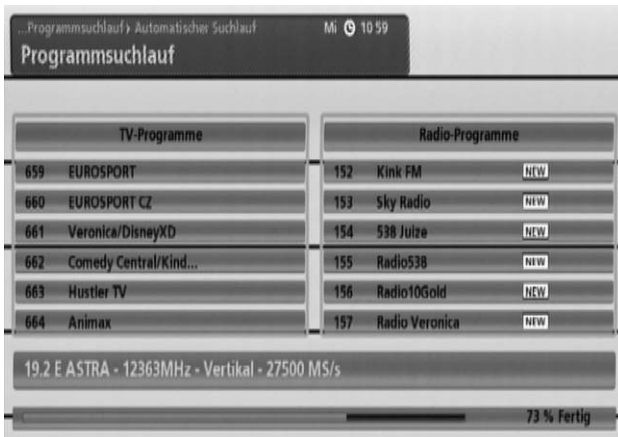 ...Programmsuchlauf › Automatischer Suchlauf Mi 10 59
Programmsuchlauf
TV-Programme Radio-Programme
659 EUROSPORT 152 Kink FM NEW
660 EUROSPORT CZ 153 Sky Radio NEW
661 Veronica/DisneyXD 154 538 Juize NEW
662 Comedy Central/Kind... 155 Radio538 NEW
663 Hustler TV 156 Radio10Gold NEW
664 Animax 157 Radio Veronica NEW
19.2 E ASTRA - 12363MHz - Vertikal - 27500 MS/s
73 % Fertig